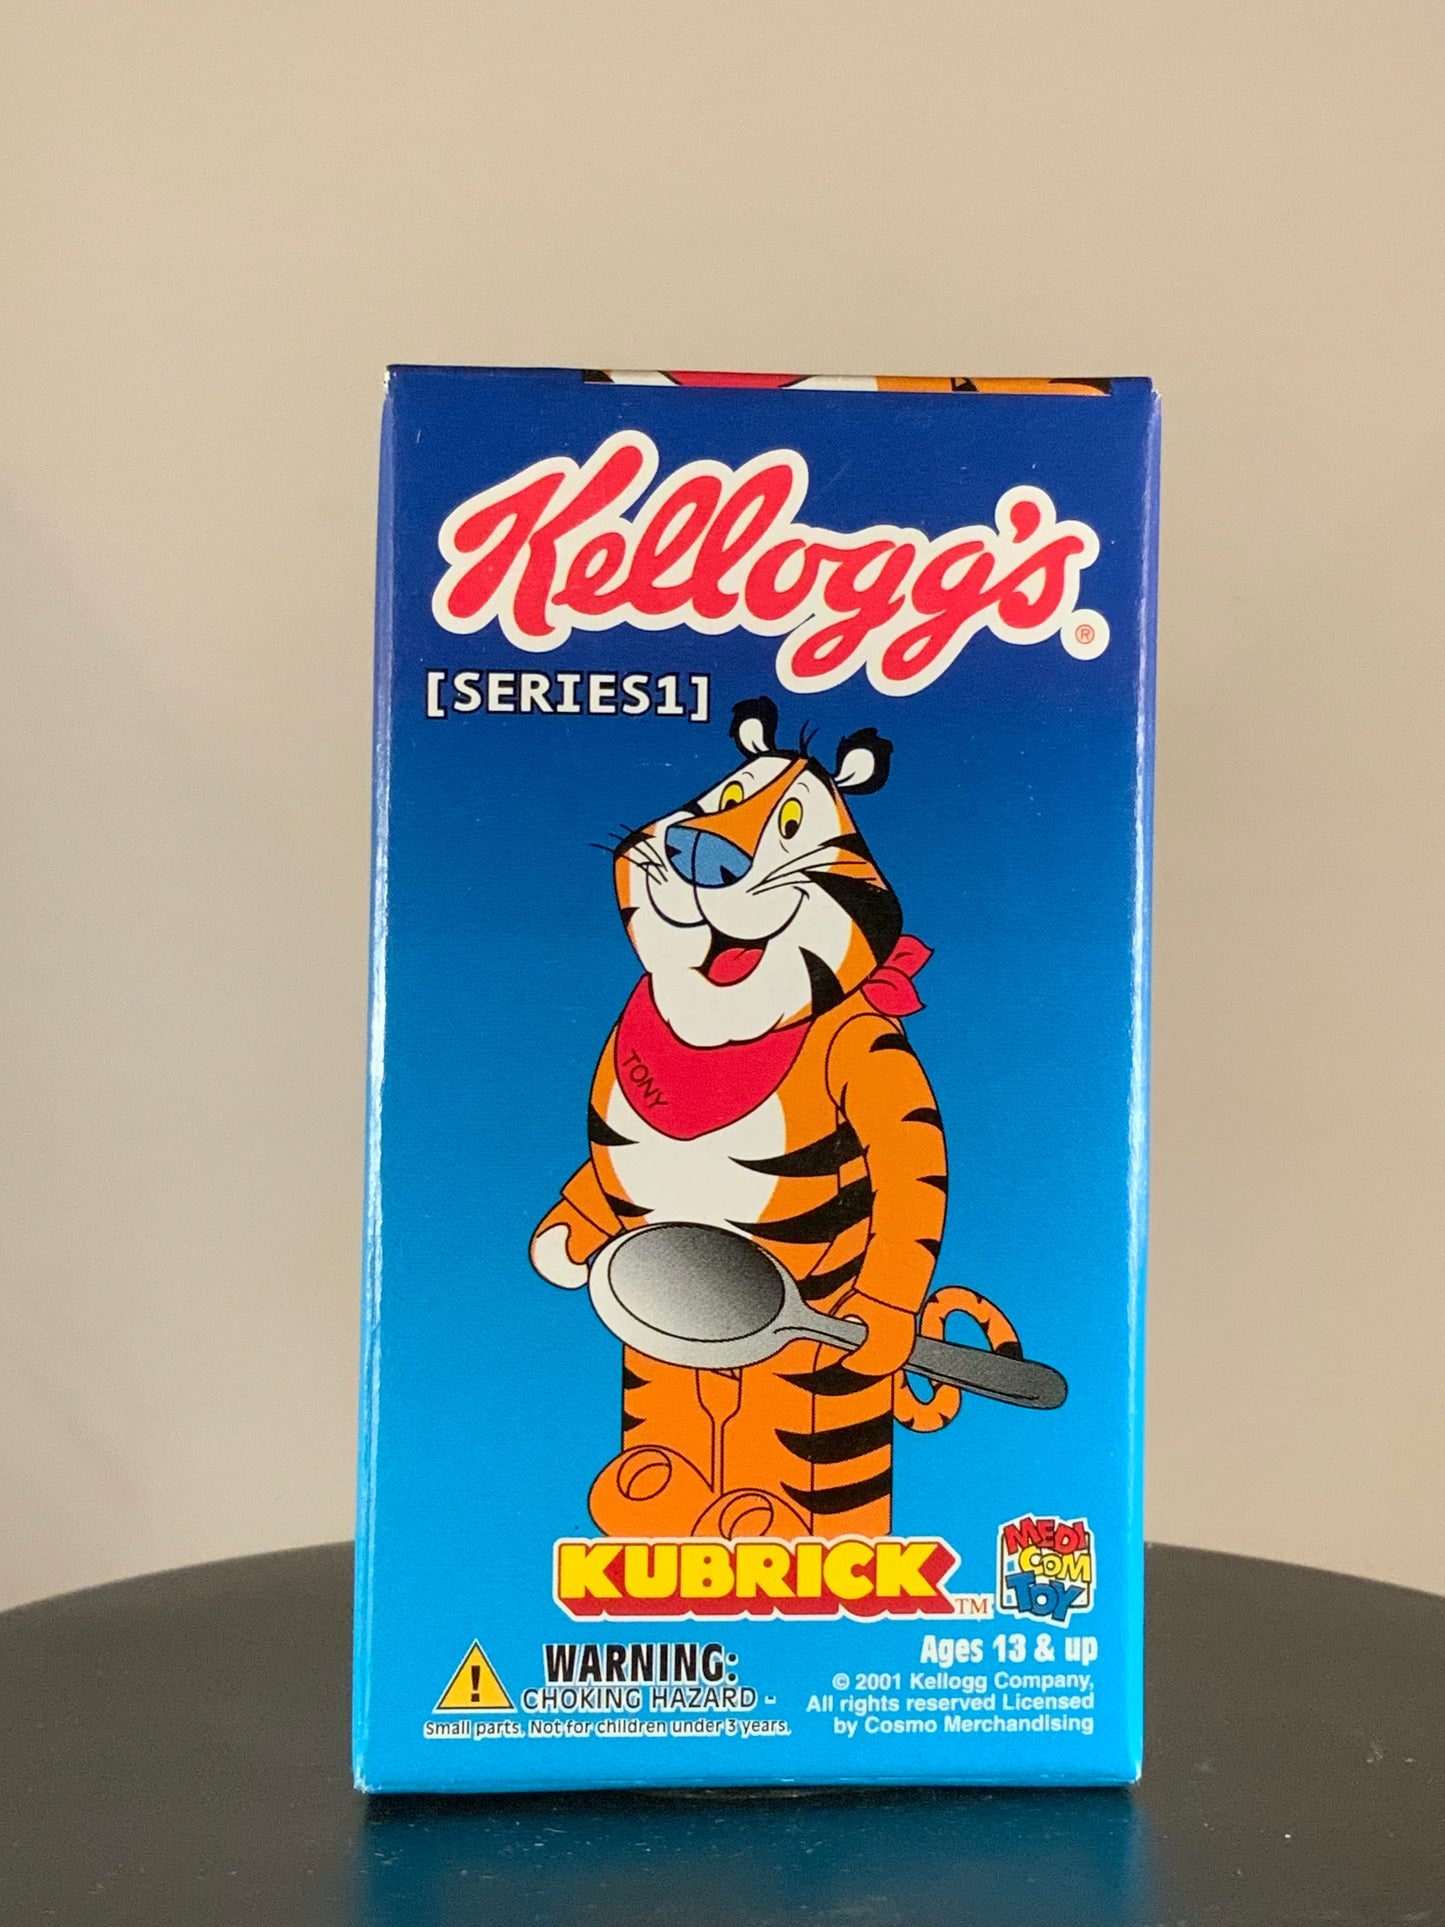 Kellogg's®
[SERIES1]
TONY
KUBRICK™
MEDI
COM
TOY
WARNING:
CHOKING HAZARD -
Small parts. Not for children under 3 years.
Ages 13 & up
© 2001 Kellogg Company,
All rights reserved Licensed
by Cosmo Merchandising